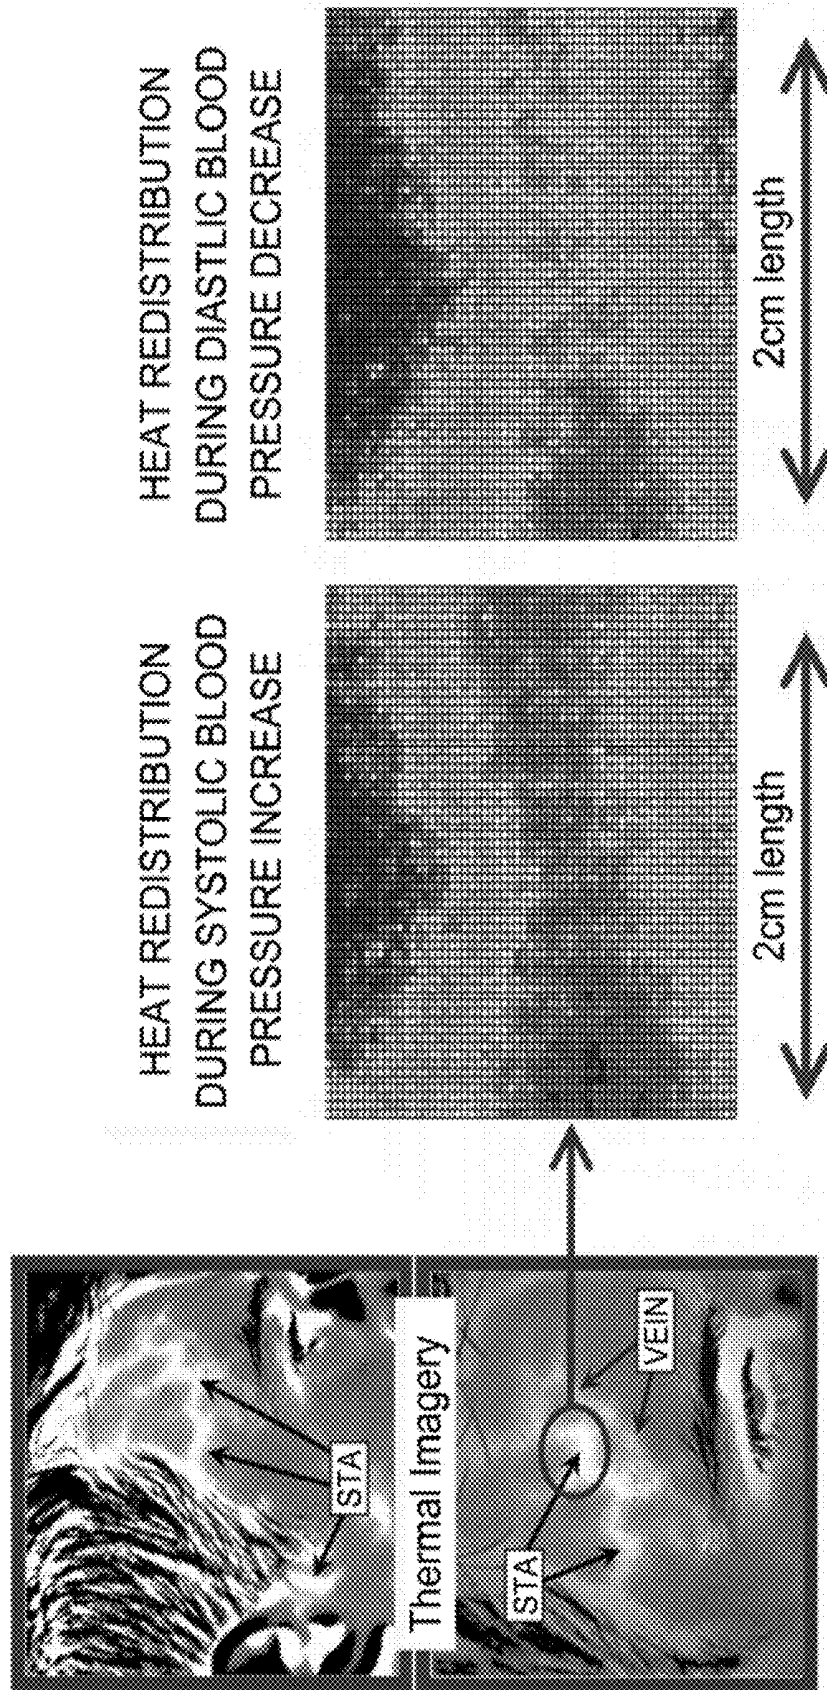 STA
Thermal Imagery
STA
VEIN
HEAT REDISTRIBUTION
DURING SYSTOLIC BLOOD
PRESSURE INCREASE
2cm length
HEAT REDISTRIBUTION
DURING DIASTLIC BLOOD
PRESSURE DECREASE
2cm length